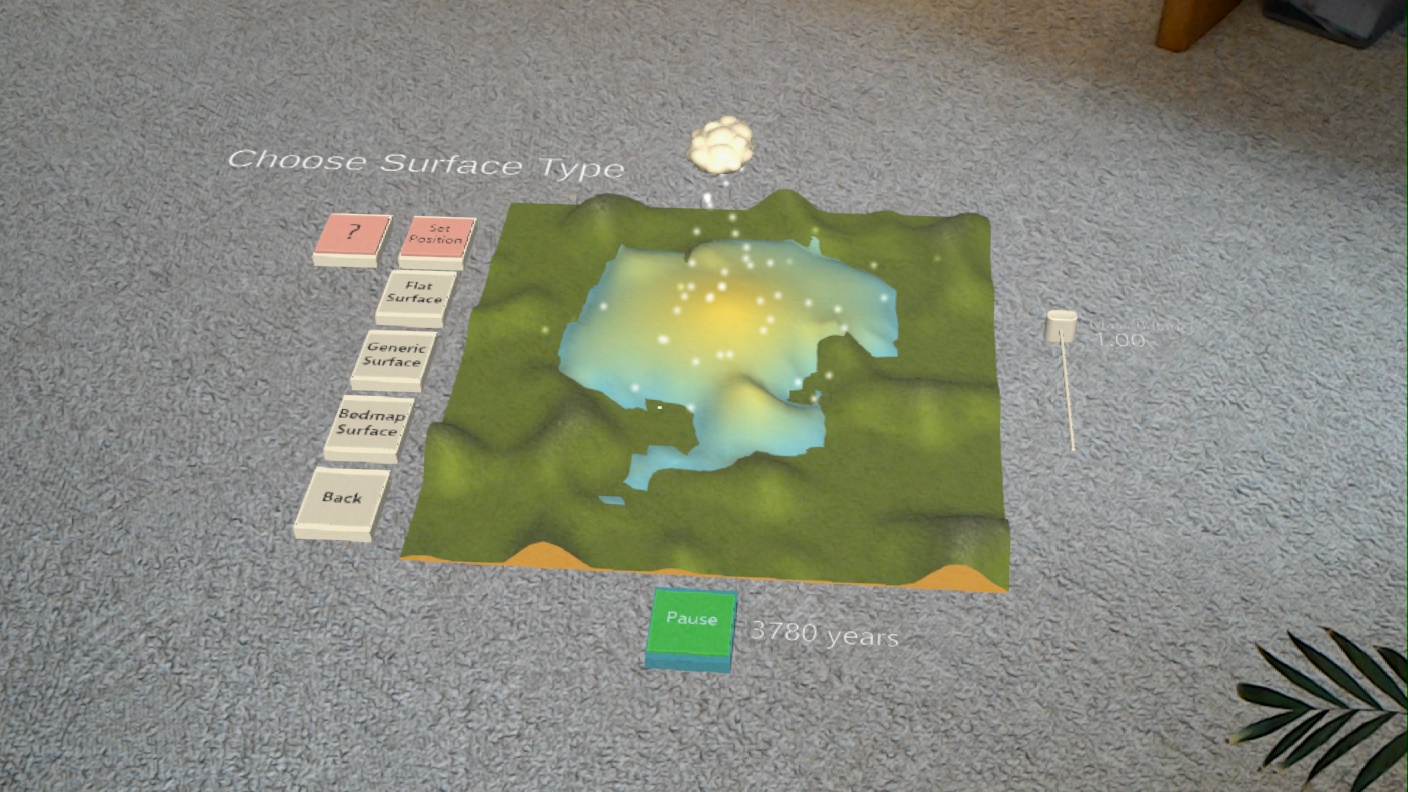 Choose Surface Type
?
Set
Position
Flat
Surface
Generic
Surface
Bedmap
Surface
Back
1.00
Pause
3780 years